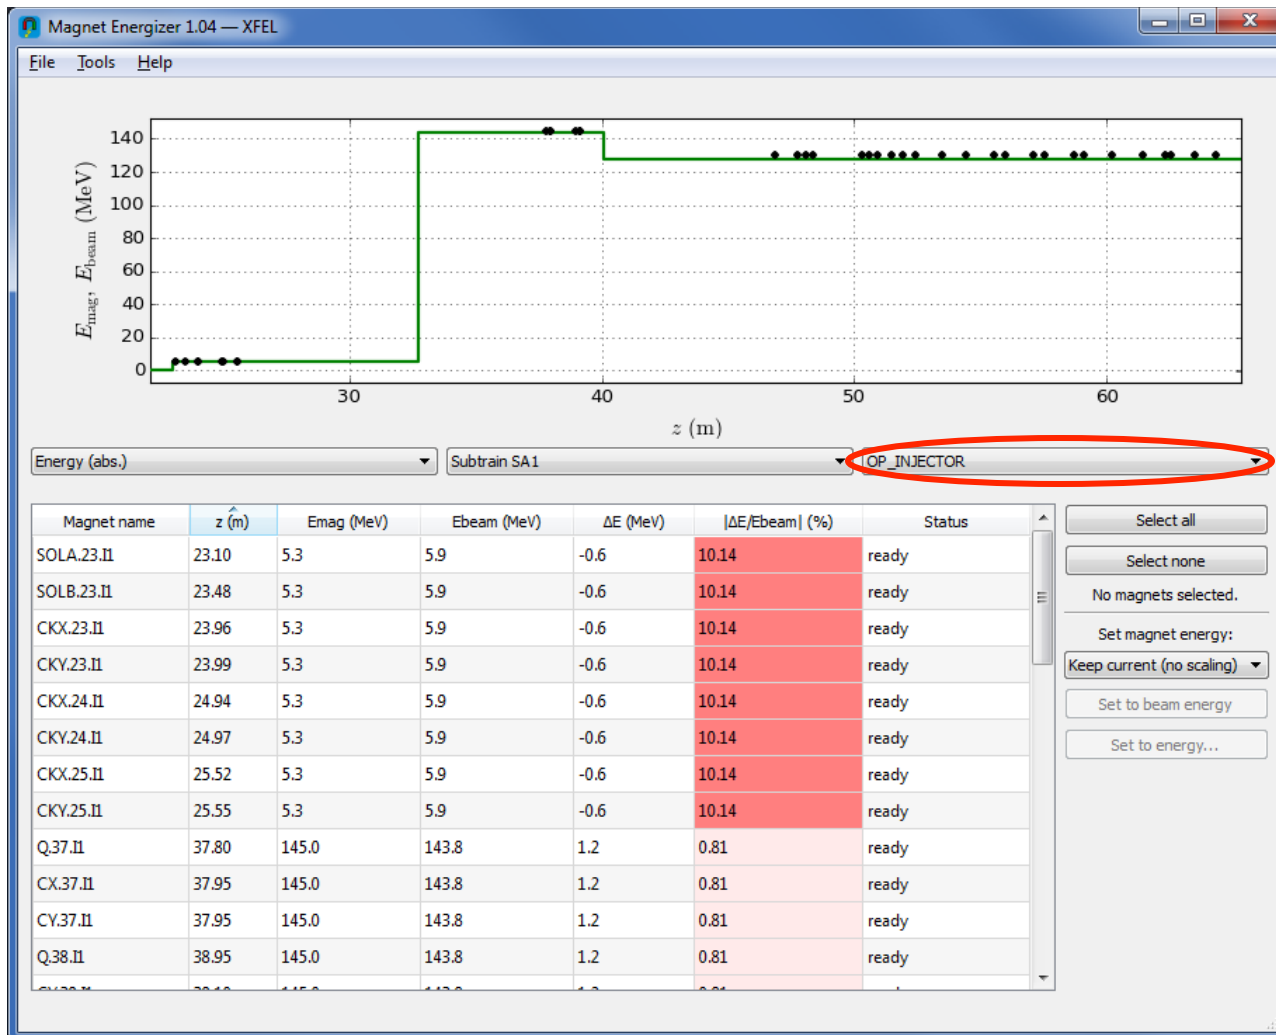 Magnet Energizer 1.04 — XFEL
File Tools Help
140
120
100
80
60
40
20
0
E_mag, E_beam (MeV)
30 40 50 60
z (m)
Energy (abs.) Subtrain SA1 OP_INJECTOR
Magnet name z (m) Emag (MeV) Ebeam (MeV) ΔE (MeV) |ΔE/Ebeam| (%) Status
SOLA.23.I1 23.10 5.3 5.9 -0.6 10.14 ready
SOLB.23.I1 23.48 5.3 5.9 -0.6 10.14 ready
CKX.23.I1 23.96 5.3 5.9 -0.6 10.14 ready
CKY.23.I1 23.99 5.3 5.9 -0.6 10.14 ready
CKX.24.I1 24.94 5.3 5.9 -0.6 10.14 ready
CKY.24.I1 24.97 5.3 5.9 -0.6 10.14 ready
CKX.25.I1 25.52 5.3 5.9 -0.6 10.14 ready
CKY.25.I1 25.55 5.3 5.9 -0.6 10.14 ready
Q.37.I1 37.80 145.0 143.8 1.2 0.81 ready
CX.37.I1 37.95 145.0 143.8 1.2 0.81 ready
CY.37.I1 37.95 145.0 143.8 1.2 0.81 ready
Q.38.I1 38.95 145.0 143.8 1.2 0.81 ready
Select all
Select none
No magnets selected.
Set magnet energy:
Keep current (no scaling)
Set to beam energy
Set to energy...